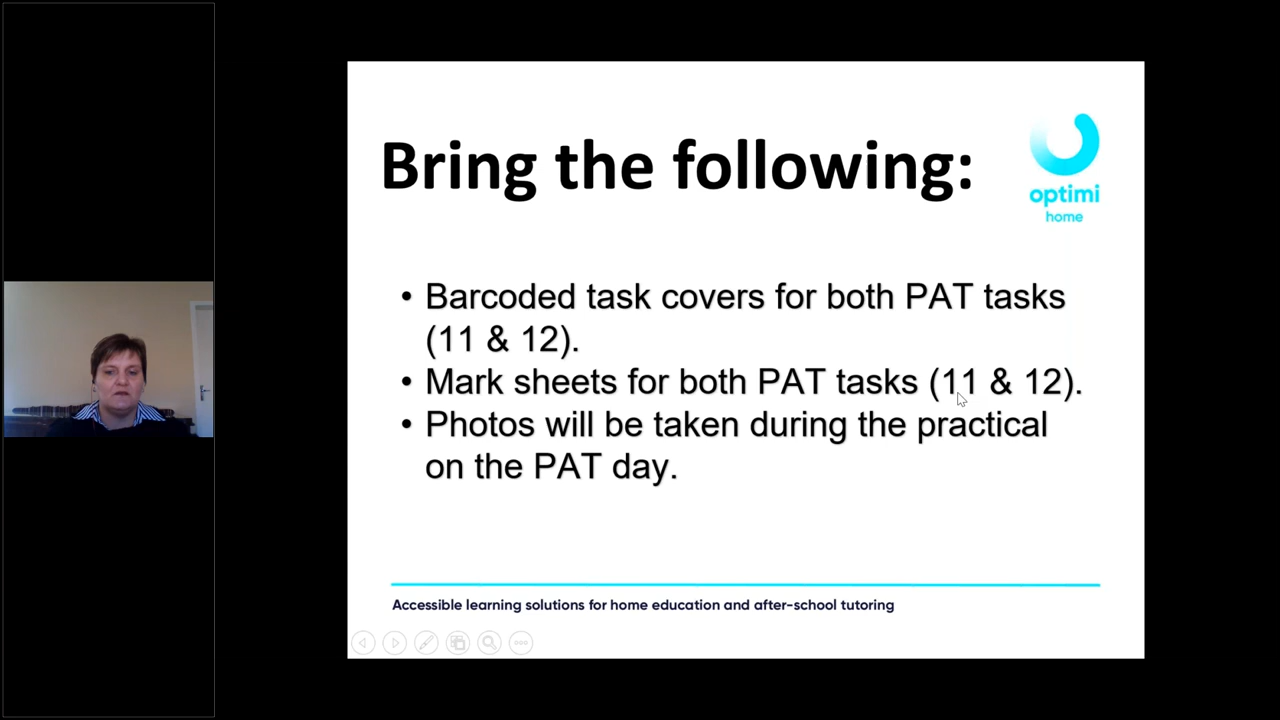 Bring the following:
optimi
home
• Barcoded task covers for both PAT tasks
(11 & 12).
• Mark sheets for both PAT tasks (11 & 12).
• Photos will be taken during the practical
on the PAT day.
Accessible learning solutions for home education and after-school tutoring